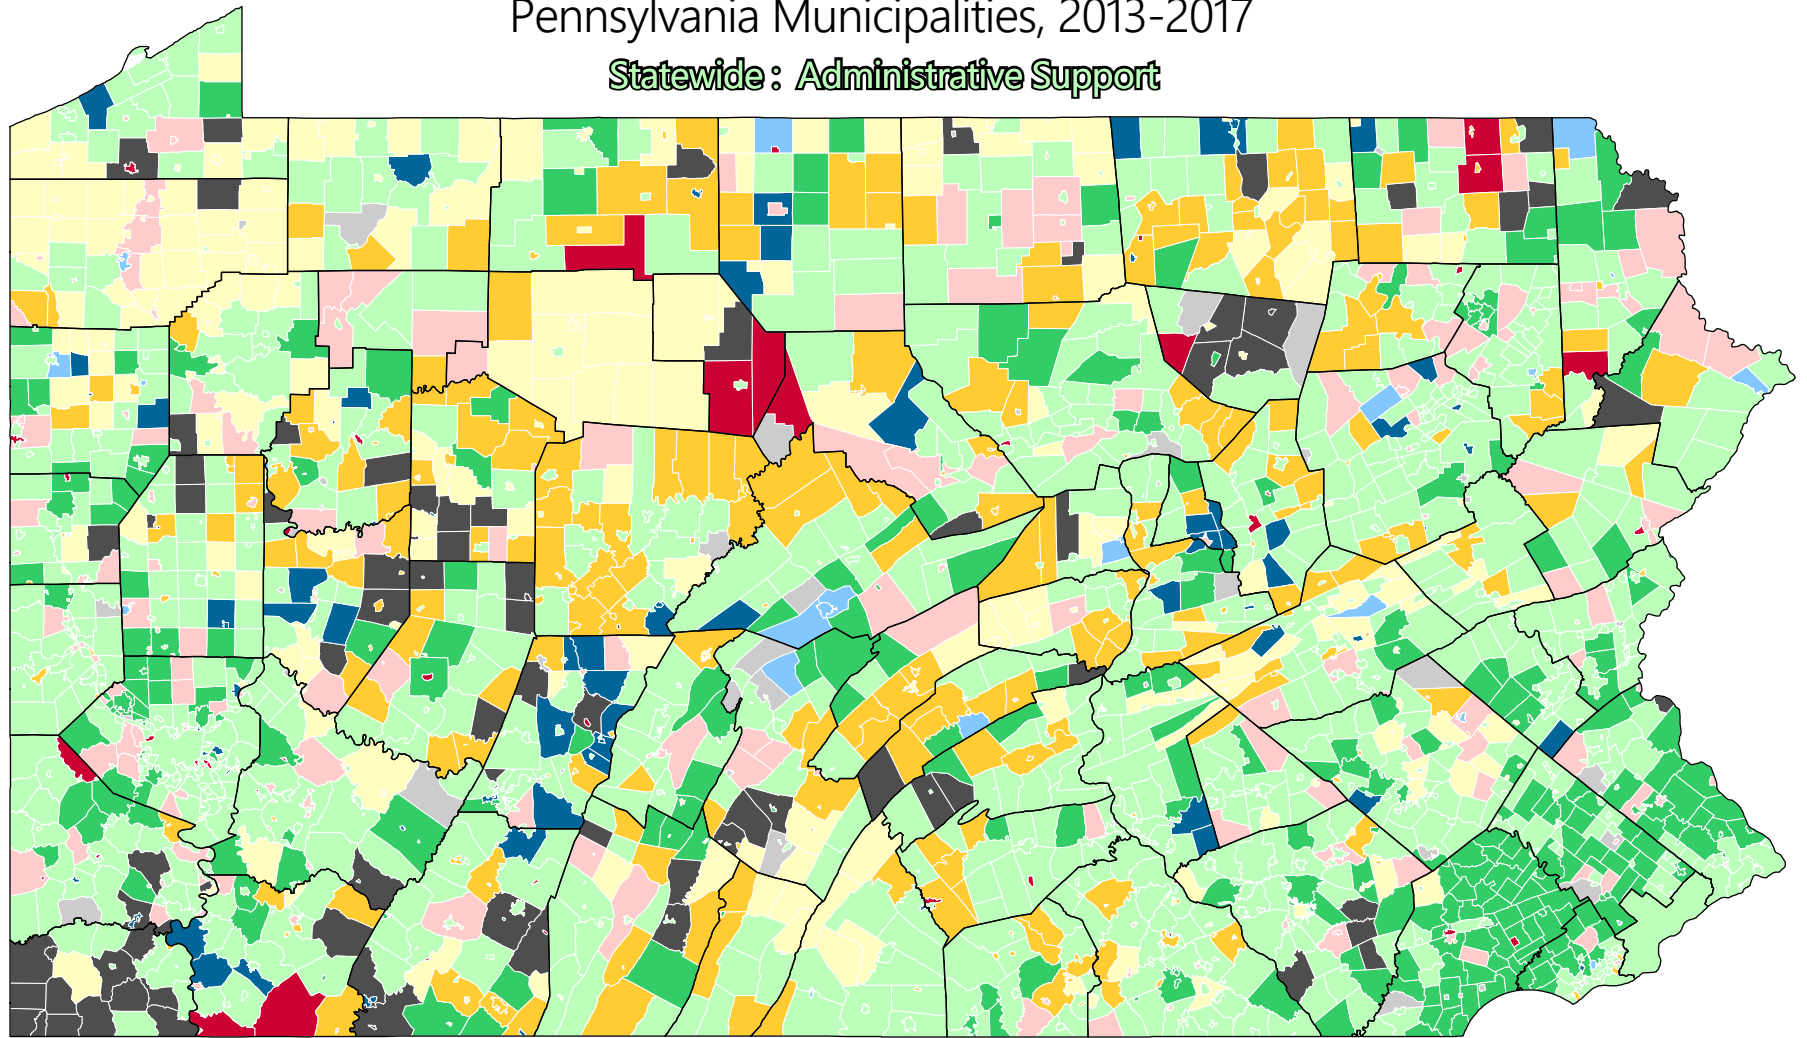 Pennsylvania Municipalities, 2013-2017
Statewide : Administrative Support